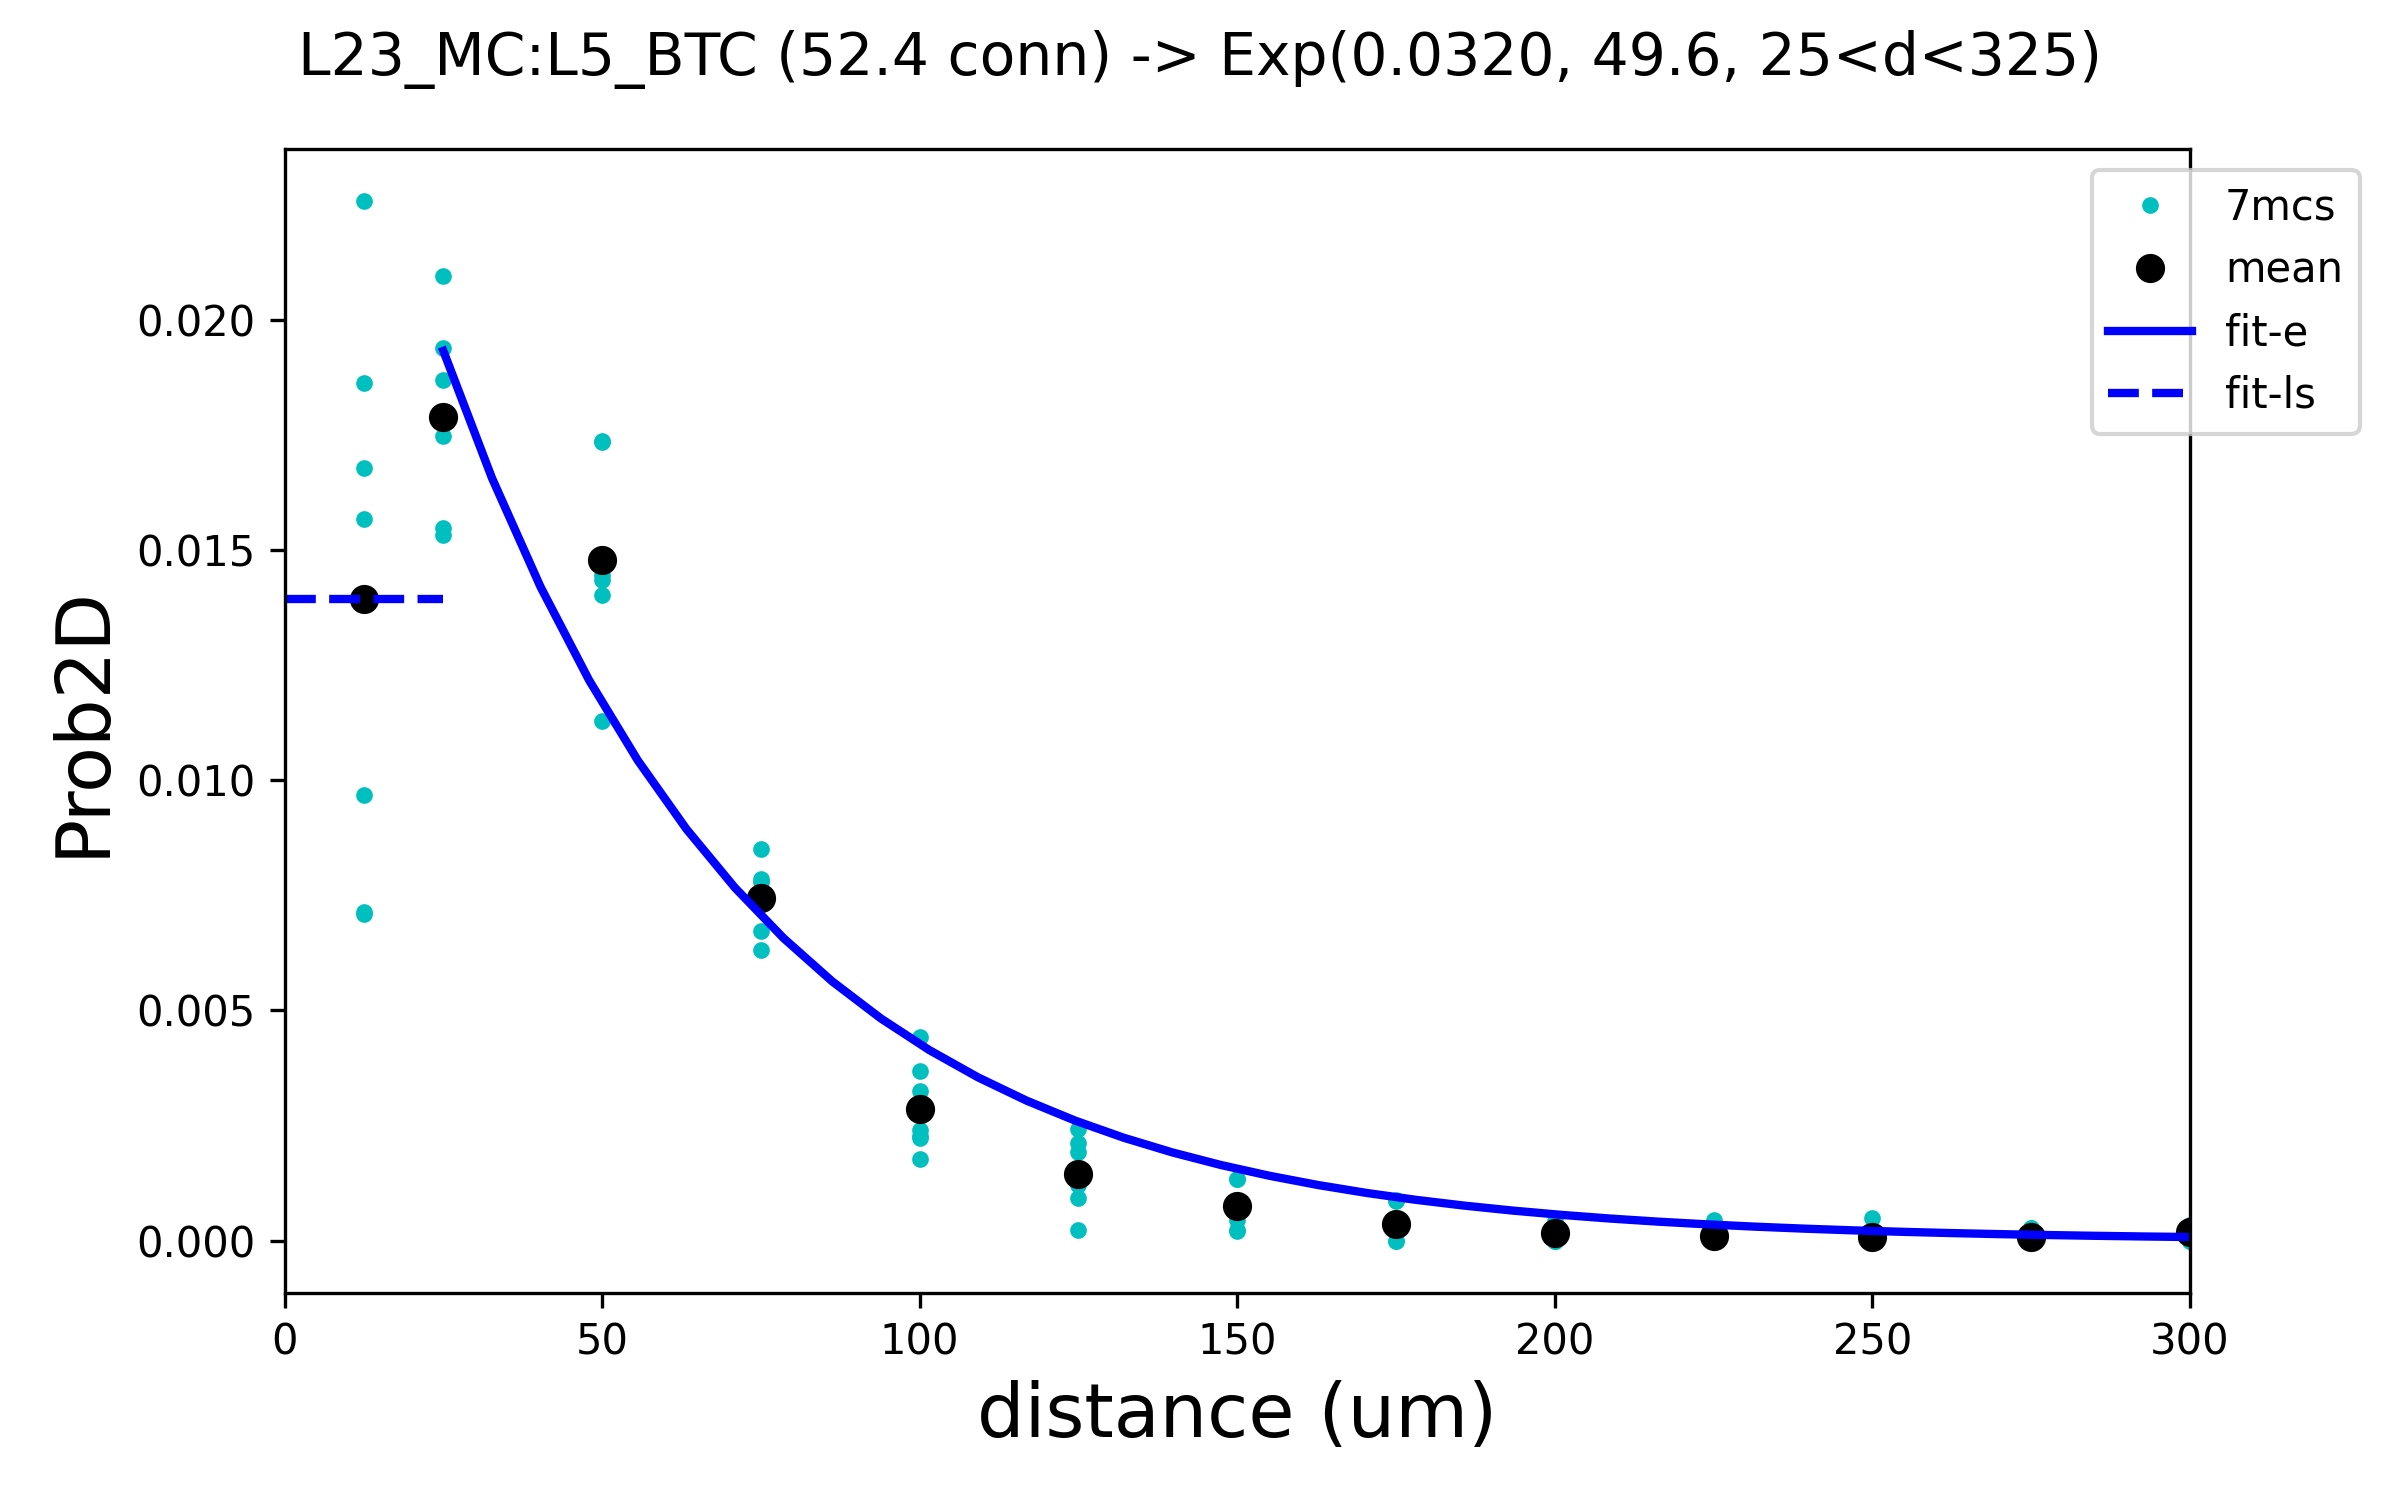 L23_MC:L5_BTC (52.4 conn) -> Exp(0.0320, 49.6, 25<d<325)
7mcs
mean
fit-e
fit-ls
0.020
0.015
0.010
0.005
0.000
Prob2D
0 50 100 150 200 250 300
distance (um)